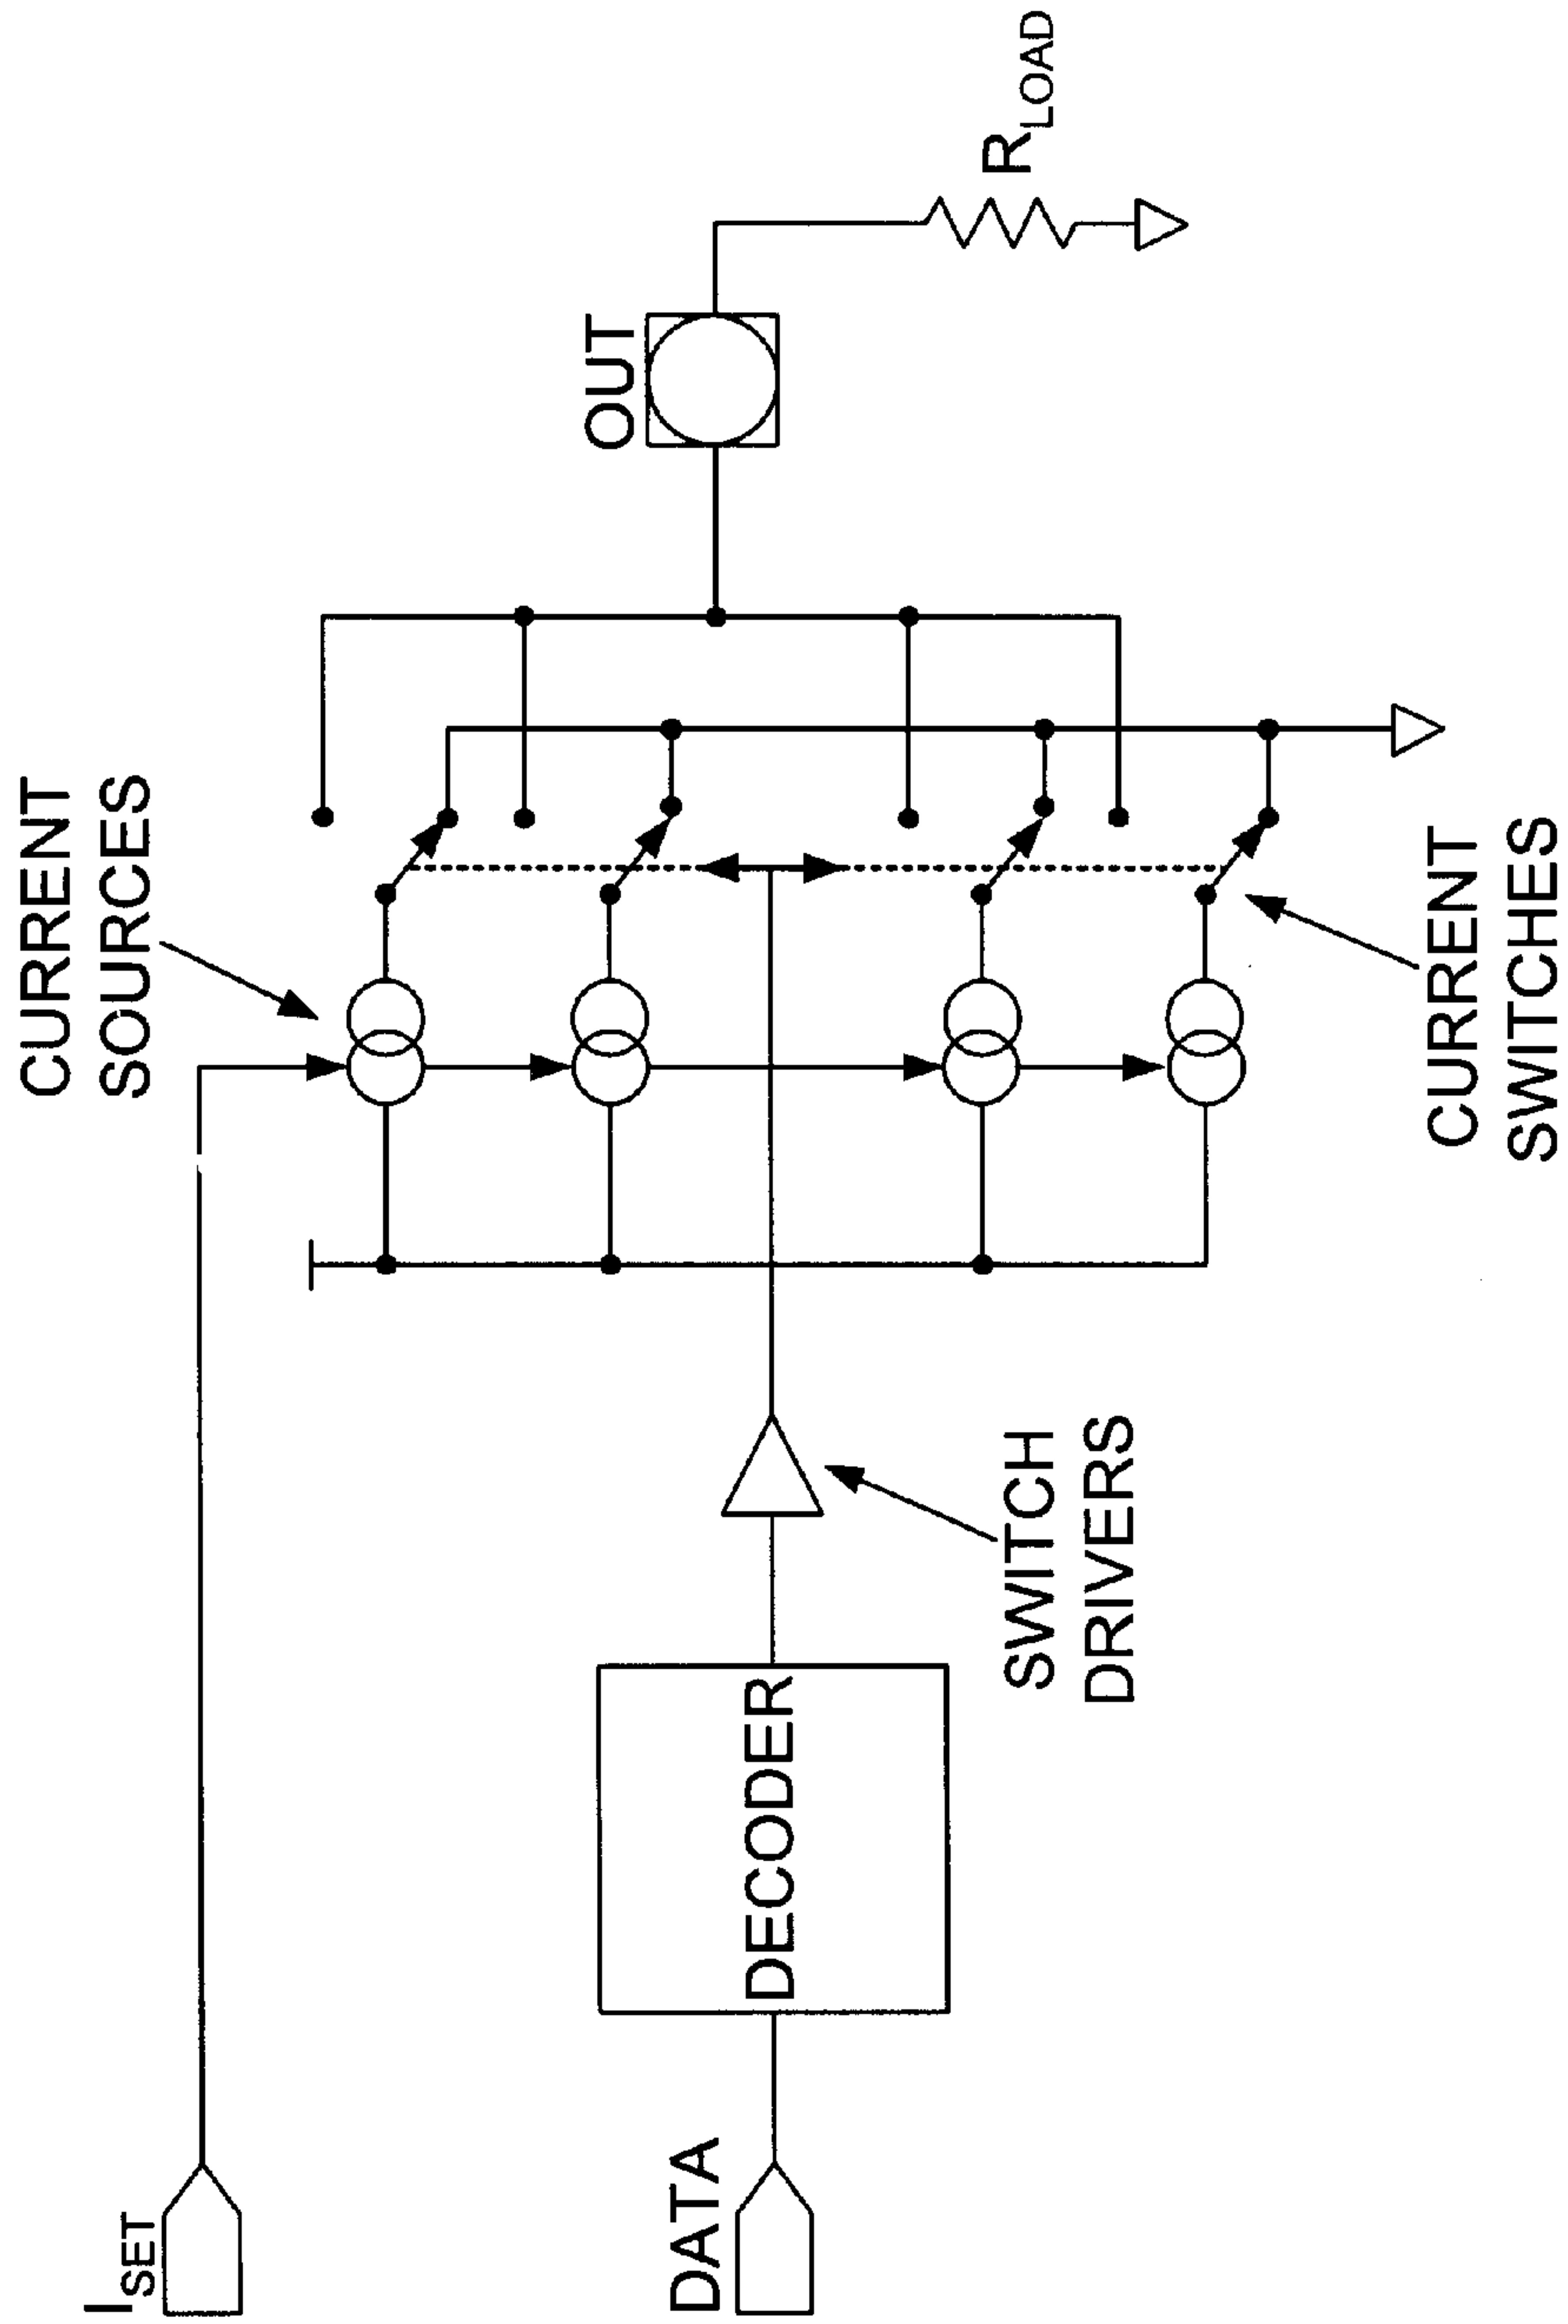 I_SET
DATA
DECODER
SWITCH
DRIVERS
CURRENT
SOURCES
CURRENT
SWITCHES
OUT
R_LOAD